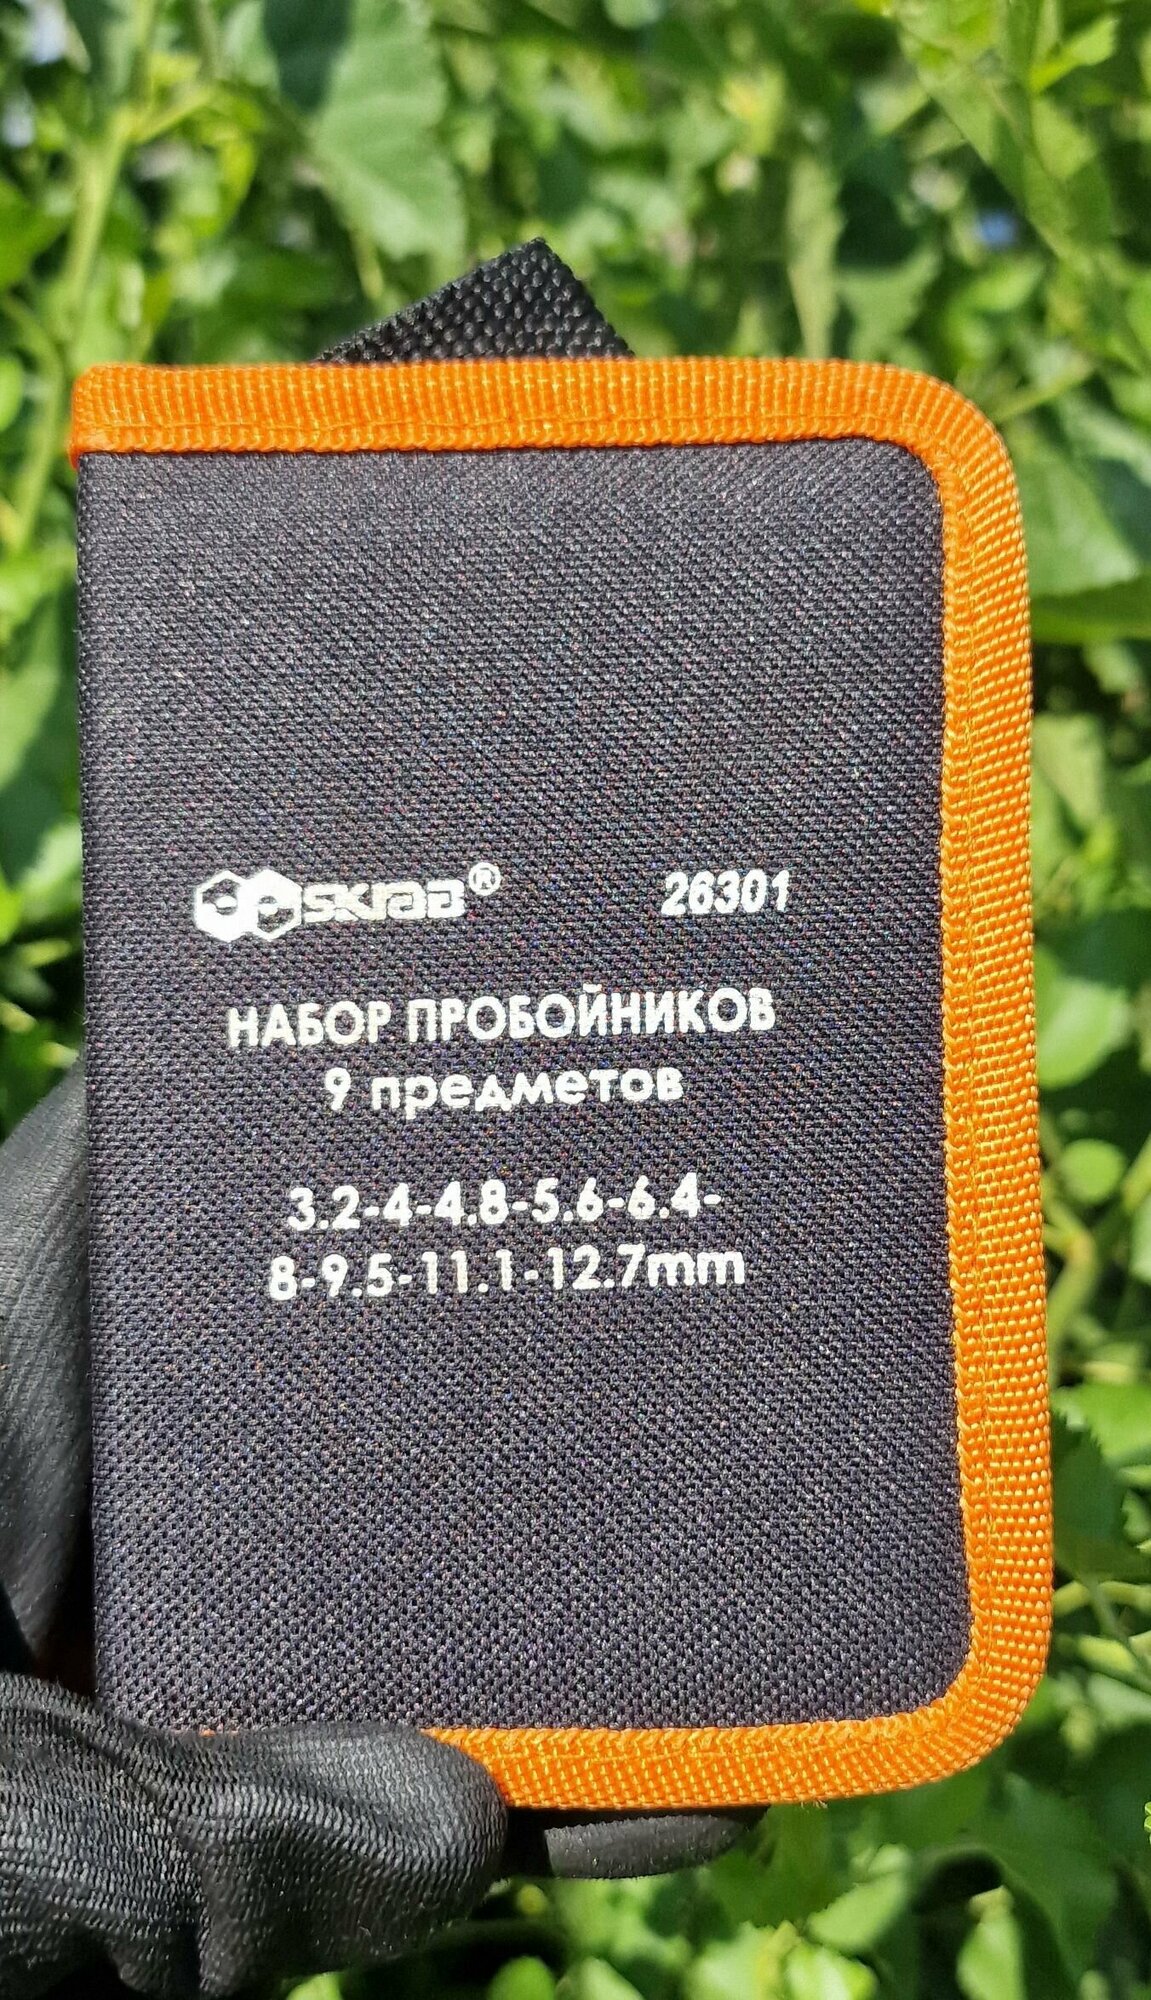 skrab® 26301
НАБОР ПРОБОЙНИКОВ
9 предметов
3.2-4-4.8-5.6-6.4-
8-9.5-11.1-12.7mm